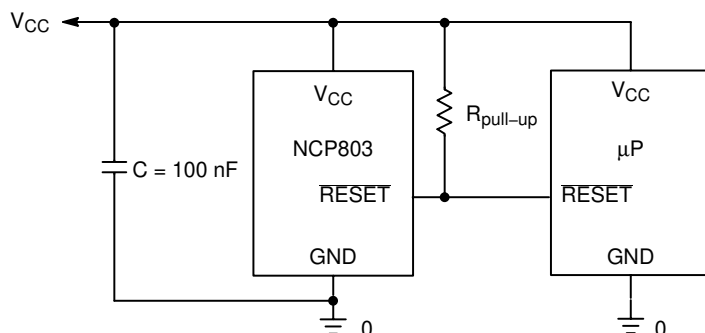 VCC
VCC
NCP803
RESET
GND
C = 100 nF
Rpull–up
VCC
μP
RESET
GND
0
0